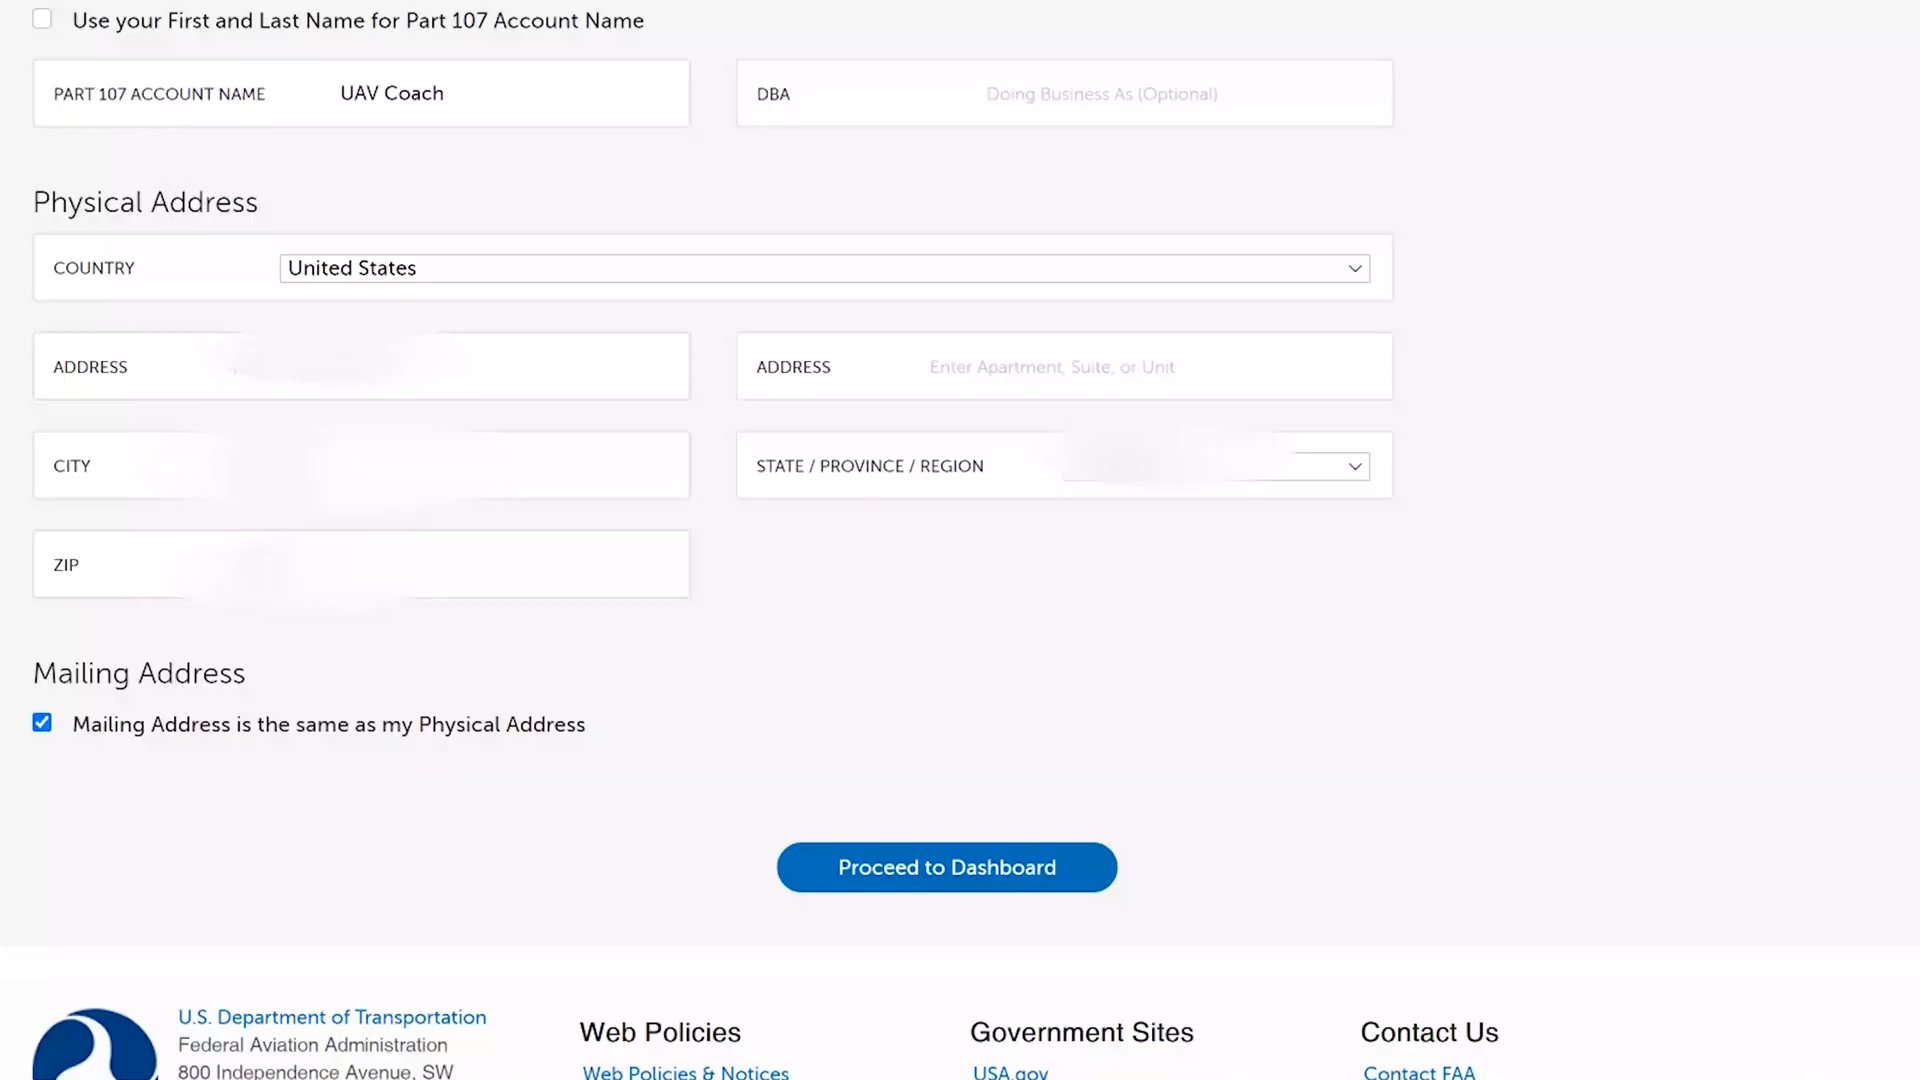 Use your First and Last Name for Part 107 Account Name
PART 107 ACCOUNT NAME UAV Coach
DBA Doing Business As (Optional)
Physical Address
COUNTRY United States
ADDRESS
ADDRESS Enter Apartment, Suite, or Unit
CITY
STATE / PROVINCE / REGION
ZIP
Mailing Address
Mailing Address is the same as my Physical Address
Proceed to Dashboard
U.S. Department of Transportation
Federal Aviation Administration
800 Independence Avenue, SW
Web Policies
Web Policies & Notices
Government Sites
USA.gov
Contact Us
Contact FAA